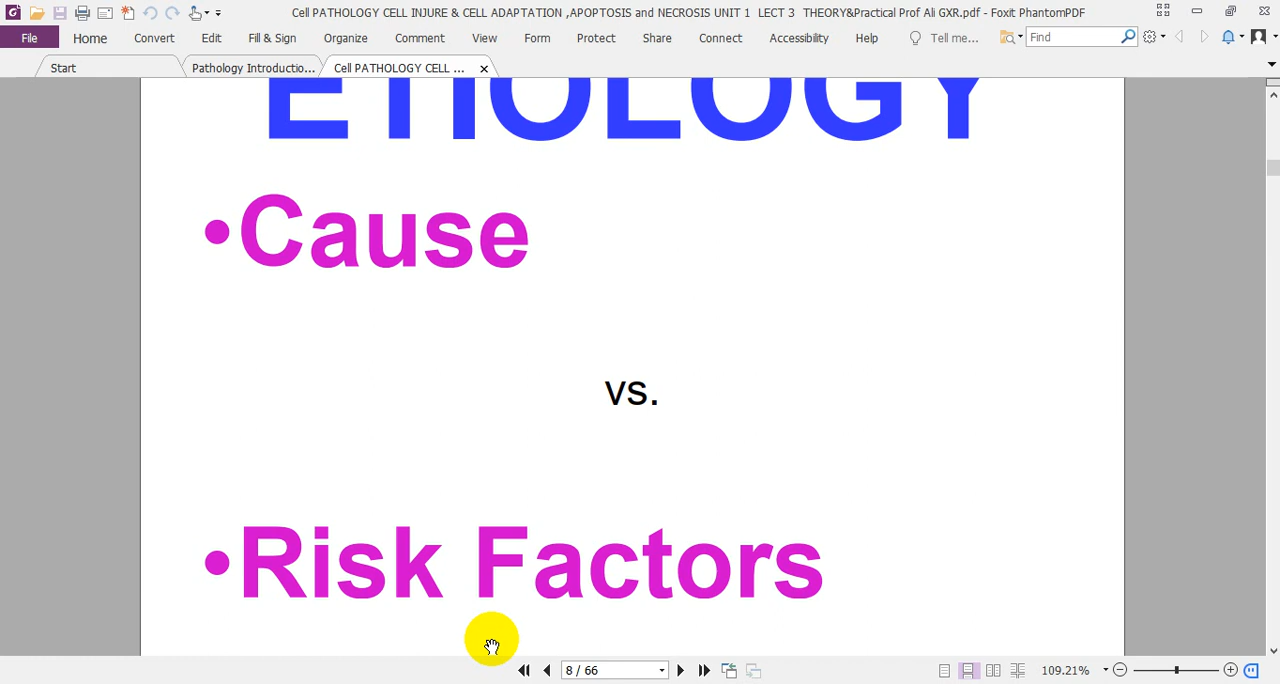 Cell PATHOLOGY CELL INJURE & CELL LDAPTATION ,APOPTOSIS and NECROSIS UNIT 1 LECT 3 THEORY&Practical Prof Ali GXR.pdf - Foxit PhantomPDF
File Home Convert Edit Fill & Sign Organize Comment View Form Protect Share Connect Accessibility Help Tell me... Find
Start Pathology Introductio... Cell PATHOLOGY CELL ...
ETIOLOGY
•Cause
vs.
•Risk Factors
8 / 66 109.21%